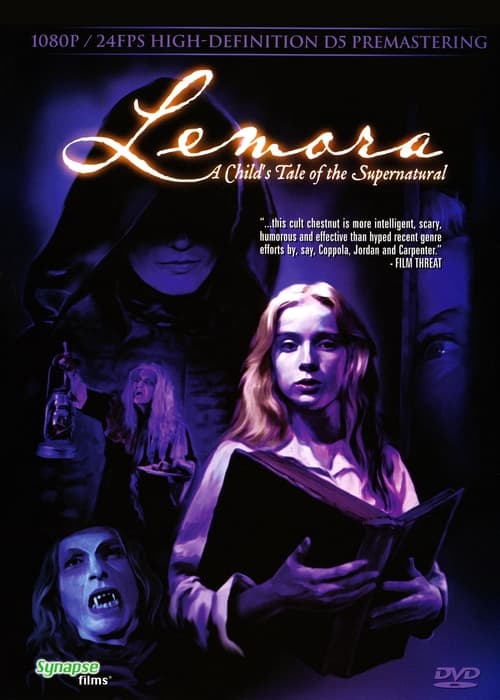 1080P / 24FPS HIGH-DEFINITION D5 PREMASTERING
Lemora
A Child's Tale of the Supernatural
"...this cult chestnut is more intelligent, scary,
humorous and effective than hyped recent genre
efforts by, say, Coppola, Jordan and Carpenter."
- FILM THREAT
Synapse
films
DVD